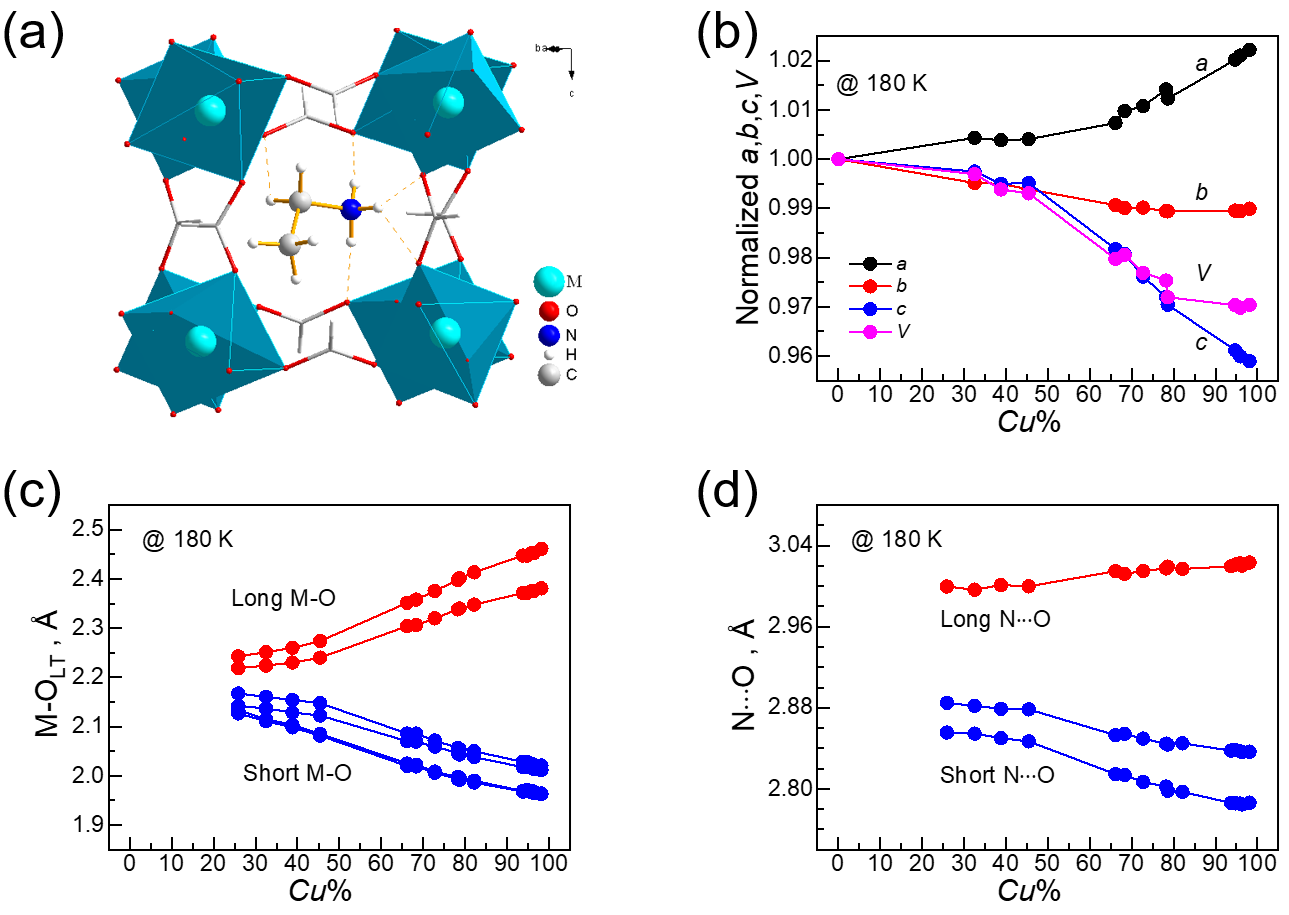 (a)
b a
c
M
O
N
H
C
(b)
@ 180 K
Normalized a,b,c,V
1.02
1.01
1.00
0.99
0.98
0.97
0.96
a
b
V
c
a
b
c
V
0 10 20 30 40 50 60 70 80 90 100
Cu%
(c)
@ 180 K
M-O_LT , Å
2.5
2.4
2.3
2.2
2.1
2.0
1.9
Long M-O
Short M-O
0 10 20 30 40 50 60 70 80 90 100
Cu%
(d)
@ 180 K
N···O , Å
3.04
2.96
2.88
2.80
Long N···O
Short N···O
0 10 20 30 40 50 60 70 80 90 100
Cu%